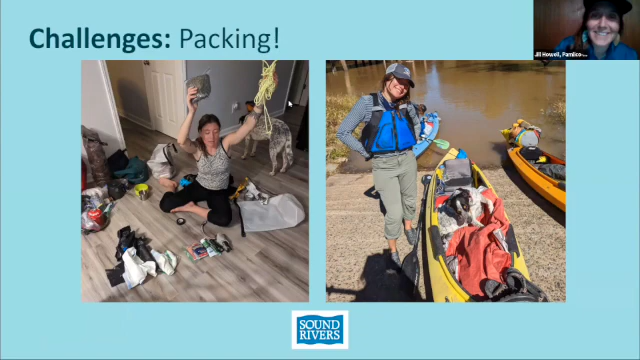 Challenges: Packing!
Jill Howell, Pamlico-...
SOUND
RIVERS